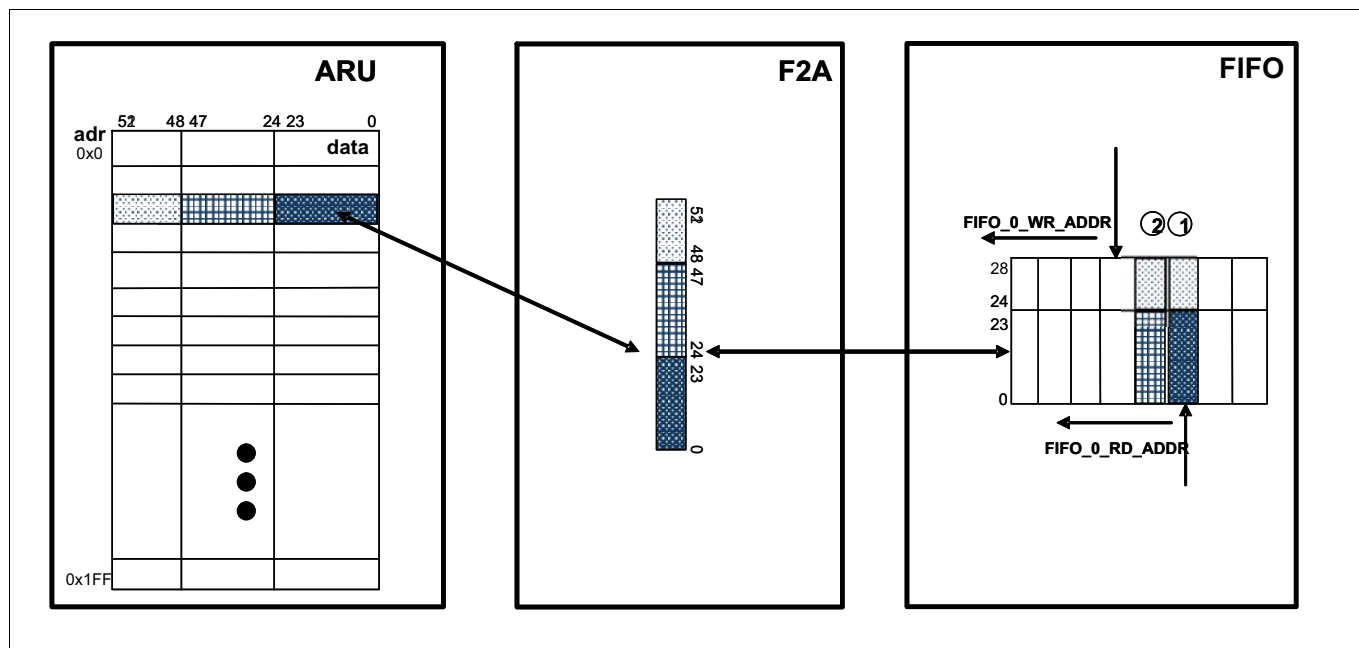 ARU
52 48 47 24 23 0
adr
0x0
data
0x1FF
F2A
52
48 47
24 23
0
FIFO
FIFO_0_WR_ADDR
2 1
28
24
23
0
FIFO_0_RD_ADDR